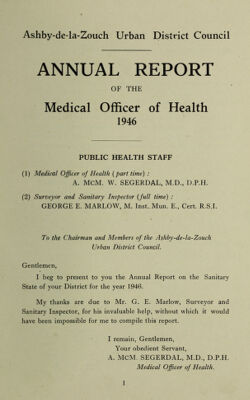 Ashby-de-la-Zouch Urban District Council
ANNUAL REPORT
OF THE
Medical Officer of Health
1946
PUBLIC HEALTH STAFF
(1) Medical Officer of Health (part time) :
A. McM. W. SEGERDAL, M.D., D.P.H.
(2) Surveyor and Sanitary Inspector (full time) :
GEORGE E. MARLOW, M. Inst. Mun. E., Cert. R.S.I.
To the Chairman and Members of the Ashby-de-la-Zouch
Urban District Council.
Gentlemen,
I beg to present to you the Annual Report on the Sanitary
State of your District for the year 1946.
My thanks are due to Mr. G. E. Marlow, Surveyor and
Sanitary Inspector, for his invaluable help, without which it would
have been impossible for me to compile this report.
I remain, Gentlemen,
Your obedient Servant,
A. McM. SEGERDAL, M.D., D.P.H.
Medical Officer of Health.
1